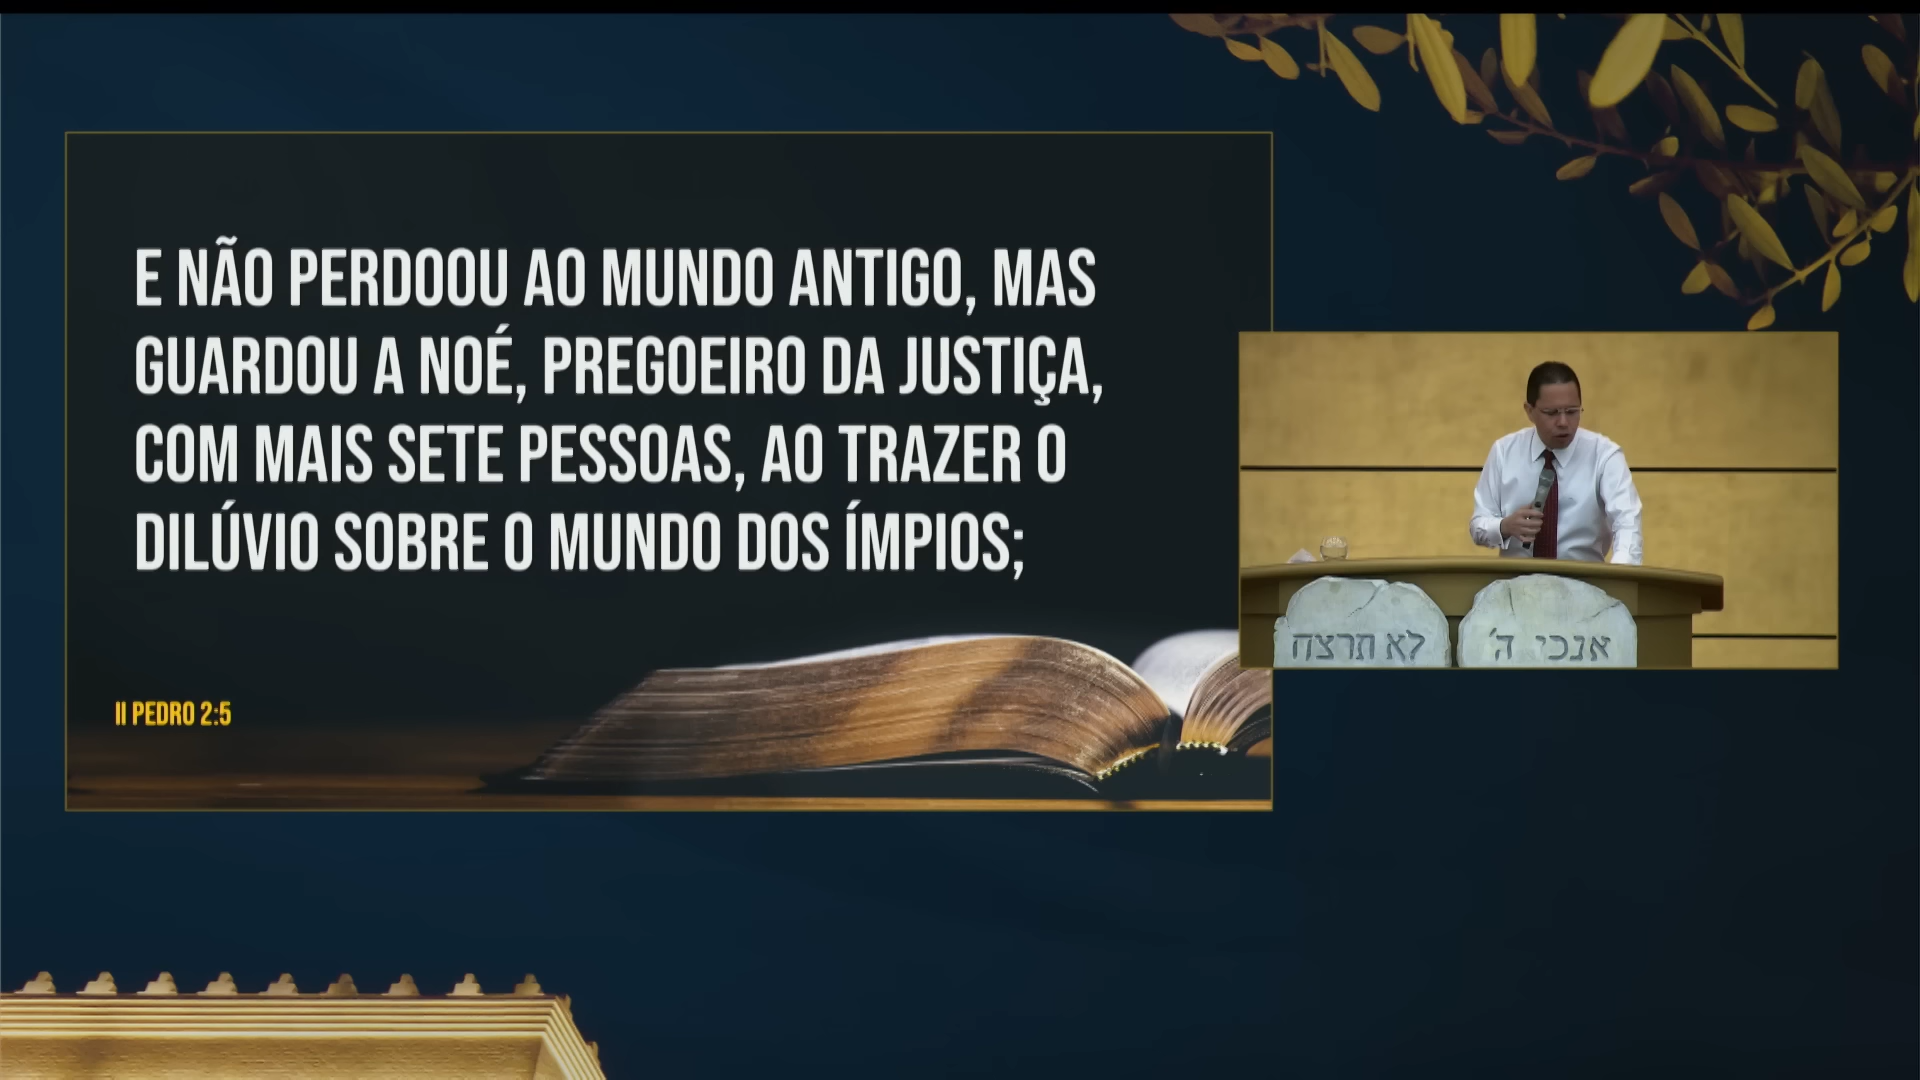 E NÃO PERDOOU AO MUNDO ANTIGO, MAS
GUARDOU A NOÉ, PREGOEIRO DA JUSTIÇA,
COM MAIS SETE PESSOAS, AO TRAZER O
DILÚVIO SOBRE O MUNDO DOS ÍMPIOS;
II PEDRO 2:5
אנכי ה'
לא תרצח